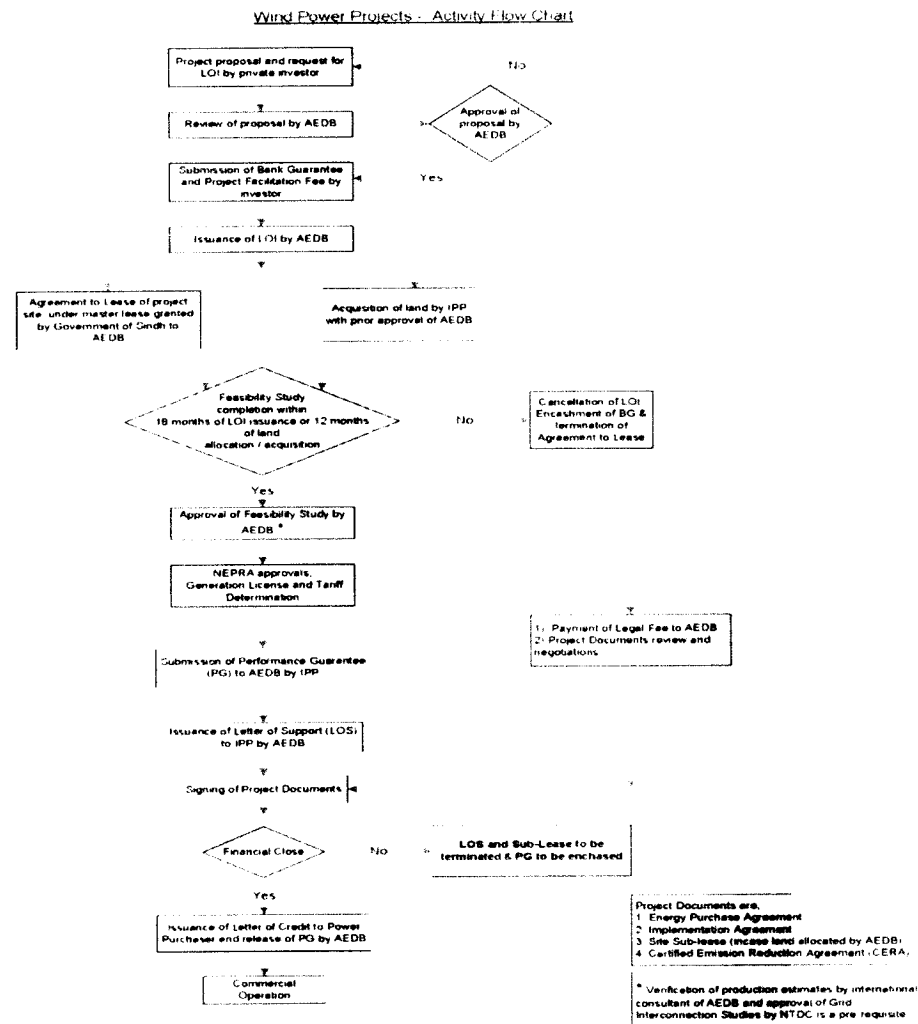 Wind Power Projects - Activity Flow Chart
Project proposal and request for
LOI by private investor
No
Approval of
proposal by
AEDB
Review of proposal by AEDB
Submission of Bank Guarantee
and Project Facilitation Fee by
investor
Yes
Issuance of LOI by AEDB
Agreement to Lease of project
site under master lease granted
by Government of Sindh to
AEDB
Acquisition of land by IPP
with prior approval of AEDB
Feasibility Study
completion within
18 months of LOI issuance or 12 months
of land
allocation / acquisition
No
Cancellation of LOI
Encashment of BG &
termination of
Agreement to Lease
Yes
Approval of Feasibility Study by
AEDB *
NEPRA approvals,
Generation License and Tariff
Determination
1) Payment of Legal Fee to AEDB
2) Project Documents review and
negotiations
Submission of Performance Guarantee
(PG) to AEDB by IPP
Issuance of Letter of Support (LOS)
to IPP by AEDB
Signing of Project Documents
Financial Close
No
LOS and Sub-Lease to be
terminated & PG to be enchased
Yes
Issuance of Letter of Credit to Power
Purchaser end release of PG by AEDB
Commercial
Operation
Project Documents are,
1 Energy Purchase Agreement
2 Implementation Agreement
3 Site Sub-lease (incase land allocated by AEDB)
4 Certified Emission Reduction Agreement (CERA)
* Verification of production estimates by international
consultant of AEDB and approval of Grid
Interconnection Studies by NTDC is a pre requisite